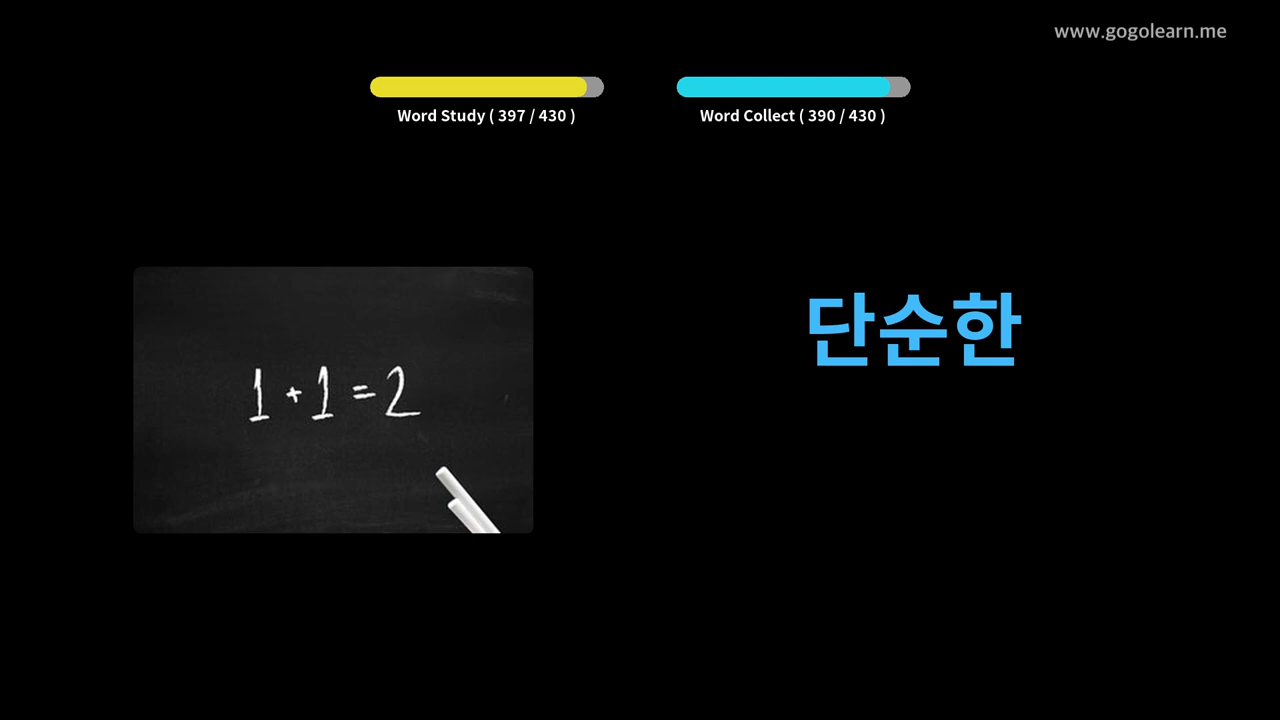 www.gogolearn.me
Word Study ( 397 / 430 )
Word Collect ( 390 / 430 )
1 + 1 = 2
단순한